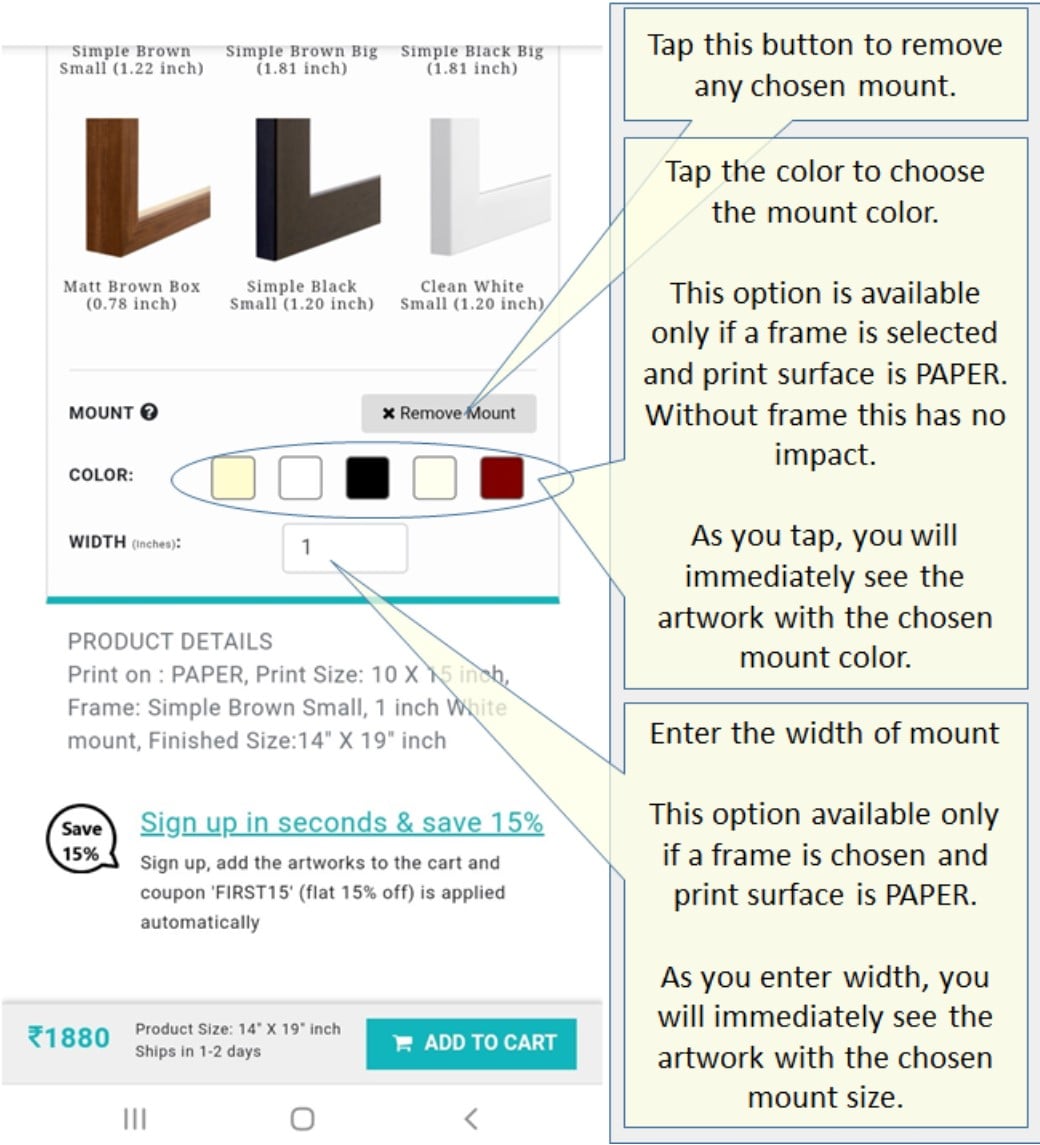 Simple Brown
Small (1.22 inch)
Simple Brown Big
(1.81 inch)
Simple Black Big
(1.81 inch)
Matt Brown Box
(0.78 inch)
Simple Black
Small (1.20 inch)
Clean White
Small (1.20 inch)
MOUNT ?
✖ Remove Mount
COLOR:
WIDTH (Inches):
1
PRODUCT DETAILS
Print on : PAPER, Print Size: 10 X 15 inch,
Frame: Simple Brown Small, 1 inch White
mount, Finished Size:14" X 19" inch
Save
15%
Sign up in seconds & save 15%
Sign up, add the artworks to the cart and
coupon 'FIRST15' (flat 15% off) is applied
automatically
₹1880
Product Size: 14" X 19" inch
Ships in 1-2 days
ADD TO CART
Tap this button to remove
any chosen mount.
Tap the color to choose
the mount color.
This option is available
only if a frame is selected
and print surface is PAPER.
Without frame this has no
impact.
As you tap, you will
immediately see the
artwork with the chosen
mount color.
Enter the width of mount
This option available only
if a frame is chosen and
print surface is PAPER.
As you enter width, you
will immediately see the
artwork with the chosen
mount size.